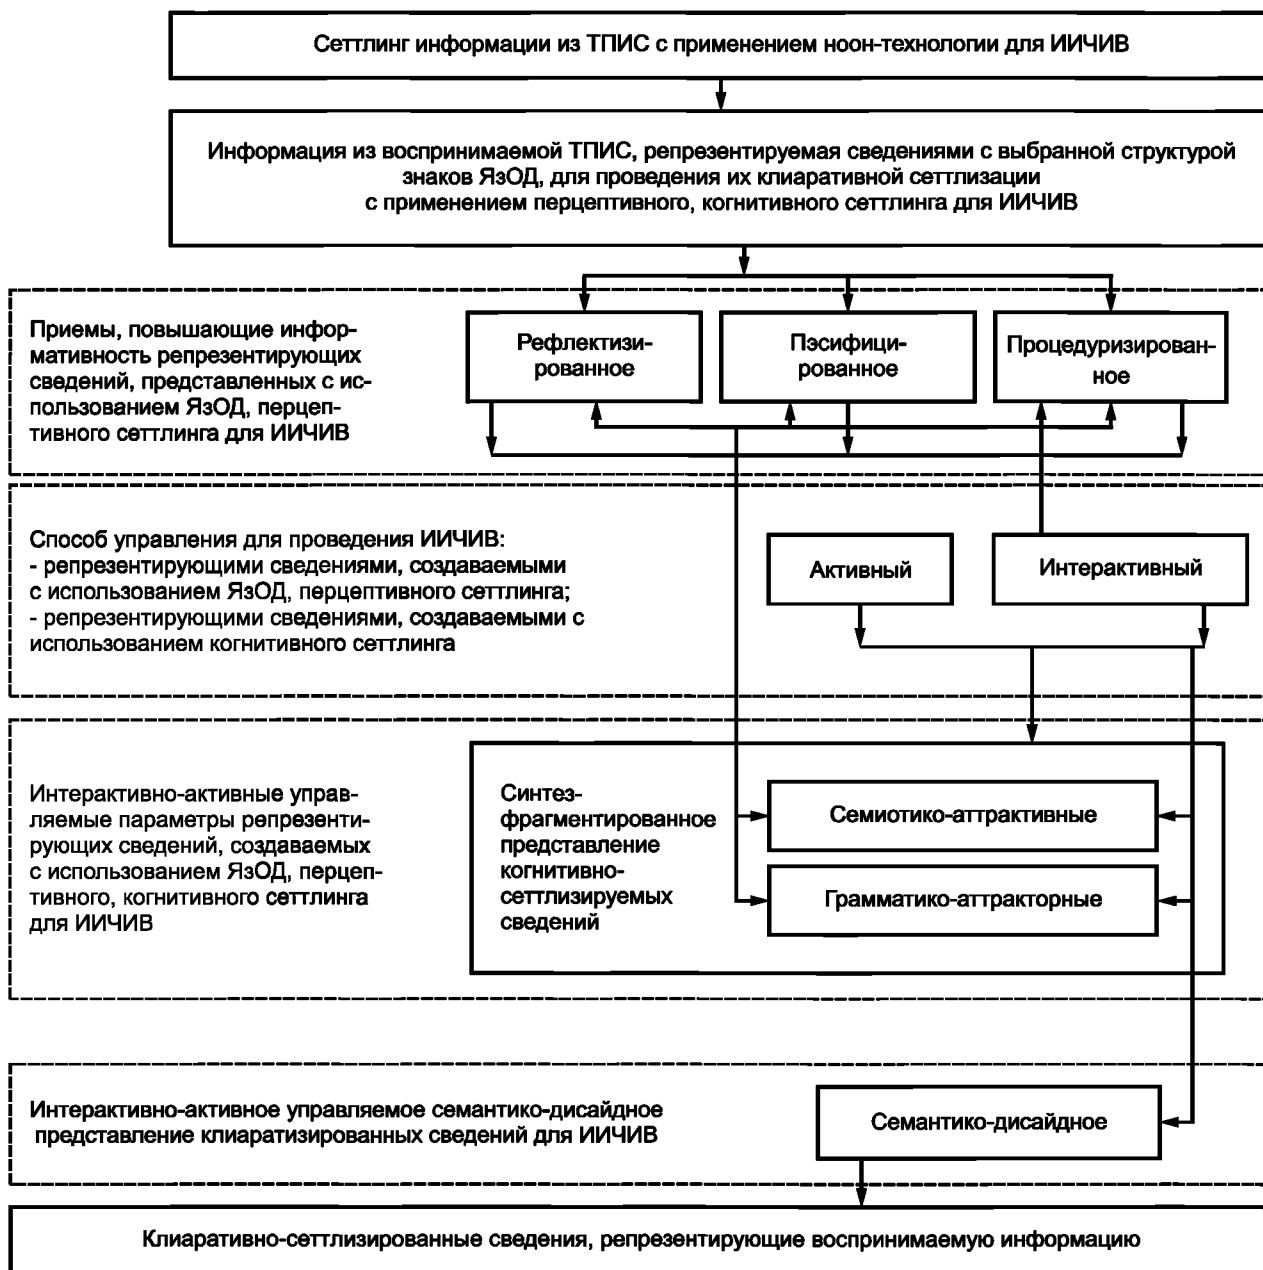 Сеттлинг информации из ТПИС с применением ноон-технологии для ИИЧИВ
Информация из воспринимаемой ТПИС, репрезентируемая сведениями с выбранной структурой
знаков ЯзОД, для проведения их клиаративной сеттлизации
с применением перцептивного, когнитивного сеттлинга для ИИЧИВ
Приемы, повышающие инфор-
мативность репрезентирующих
сведений, представленных с ис-
пользованием ЯзОД, перцеп-
тивного сеттлинга для ИИЧИВ
Рефлектизи-
рованное
Пэсифици-
рованное
Процедуризирован-
ное
Способ управления для проведения ИИЧИВ:
- репрезентирующими сведениями, создаваемыми
с использованием ЯзОД, перцептивного сеттлинга;
- репрезентирующими сведениями, создаваемыми с
использованием когнитивного сеттлинга
Активный
Интерактивный
Интерактивно-активные управ-
ляемые параметры репрезенти-
рующих сведений, создаваемых
с использованием ЯзОД, перцеп-
тивного, когнитивного сеттлинга
для ИИЧИВ
Синтез-
фрагментированное
представление
когнитивно-
сеттлизируемых
сведений
Семиотико-аттрактивные
Грамматико-аттракторные
Интерактивно-активное управляемое семантико-дисайдное
представление клиаратизированных сведений для ИИЧИВ
Семантико-дисайдное
Клиаративно-сеттлизированные сведения, репрезентирующие воспринимаемую информацию